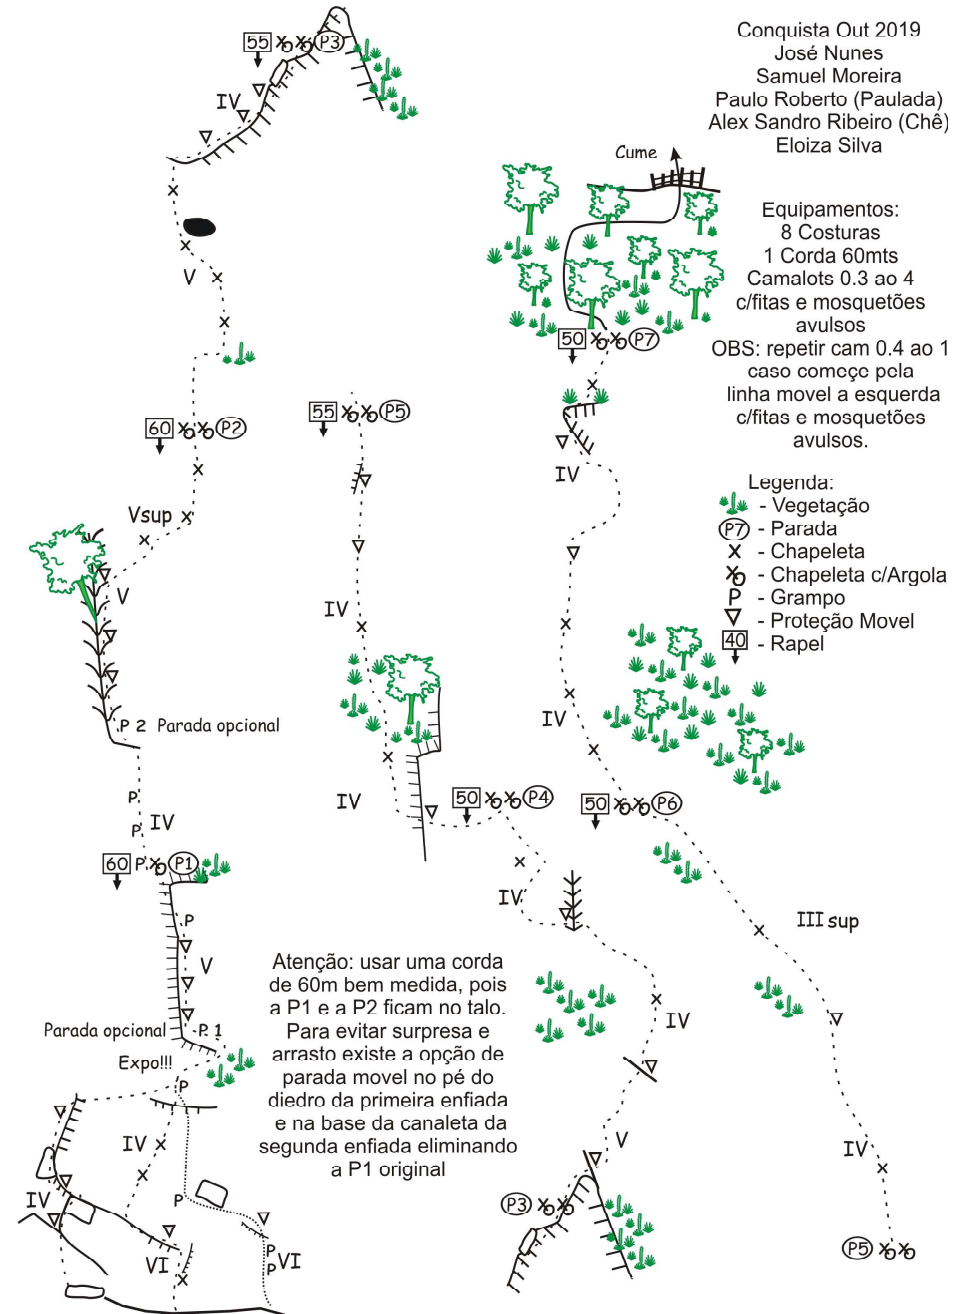 Conquista Out 2019
José Nunes
Samuel Moreira
Paulo Roberto (Paulada)
Alex Sandro Ribeiro (Chê)
Eloiza Silva
55 P3
IV
Cume
Equipamentos:
8 Costuras
1 Corda 60mts
Camalots 0.3 ao 4
c/fitas e mosquetões
avulsos
OBS: repetir cam 0.4 ao 1
caso começe pela
linha movel a esquerda
c/fitas e mosquetões
avulsos.
V
50 P7
60 P2
55 P5
IV
Legenda:
- Vegetação
P7 - Parada
- Chapeleta
- Chapeleta c/Argola
P - Grampo
- Proteção Movel
40 - Rapel
Vsup
V
IV
P 2 Parada opcional
IV
P
P IV
IV
50 P4
50 P6
60 P P1
IV
III sup
P
V
Atenção: usar uma corda
de 60m bem medida, pois
a P1 e a P2 ficam no talo.
Para evitar surpresa e
arrasto existe a opção de
parada movel no pé do
diedro da primeira enfiada
e na base da canaleta da
segunda enfiada eliminando
a P1 original
IV
Parada opcional P 1
Expo!!!
P
IV
V
IV
P
IV
P3
VI
P
P VI
P5